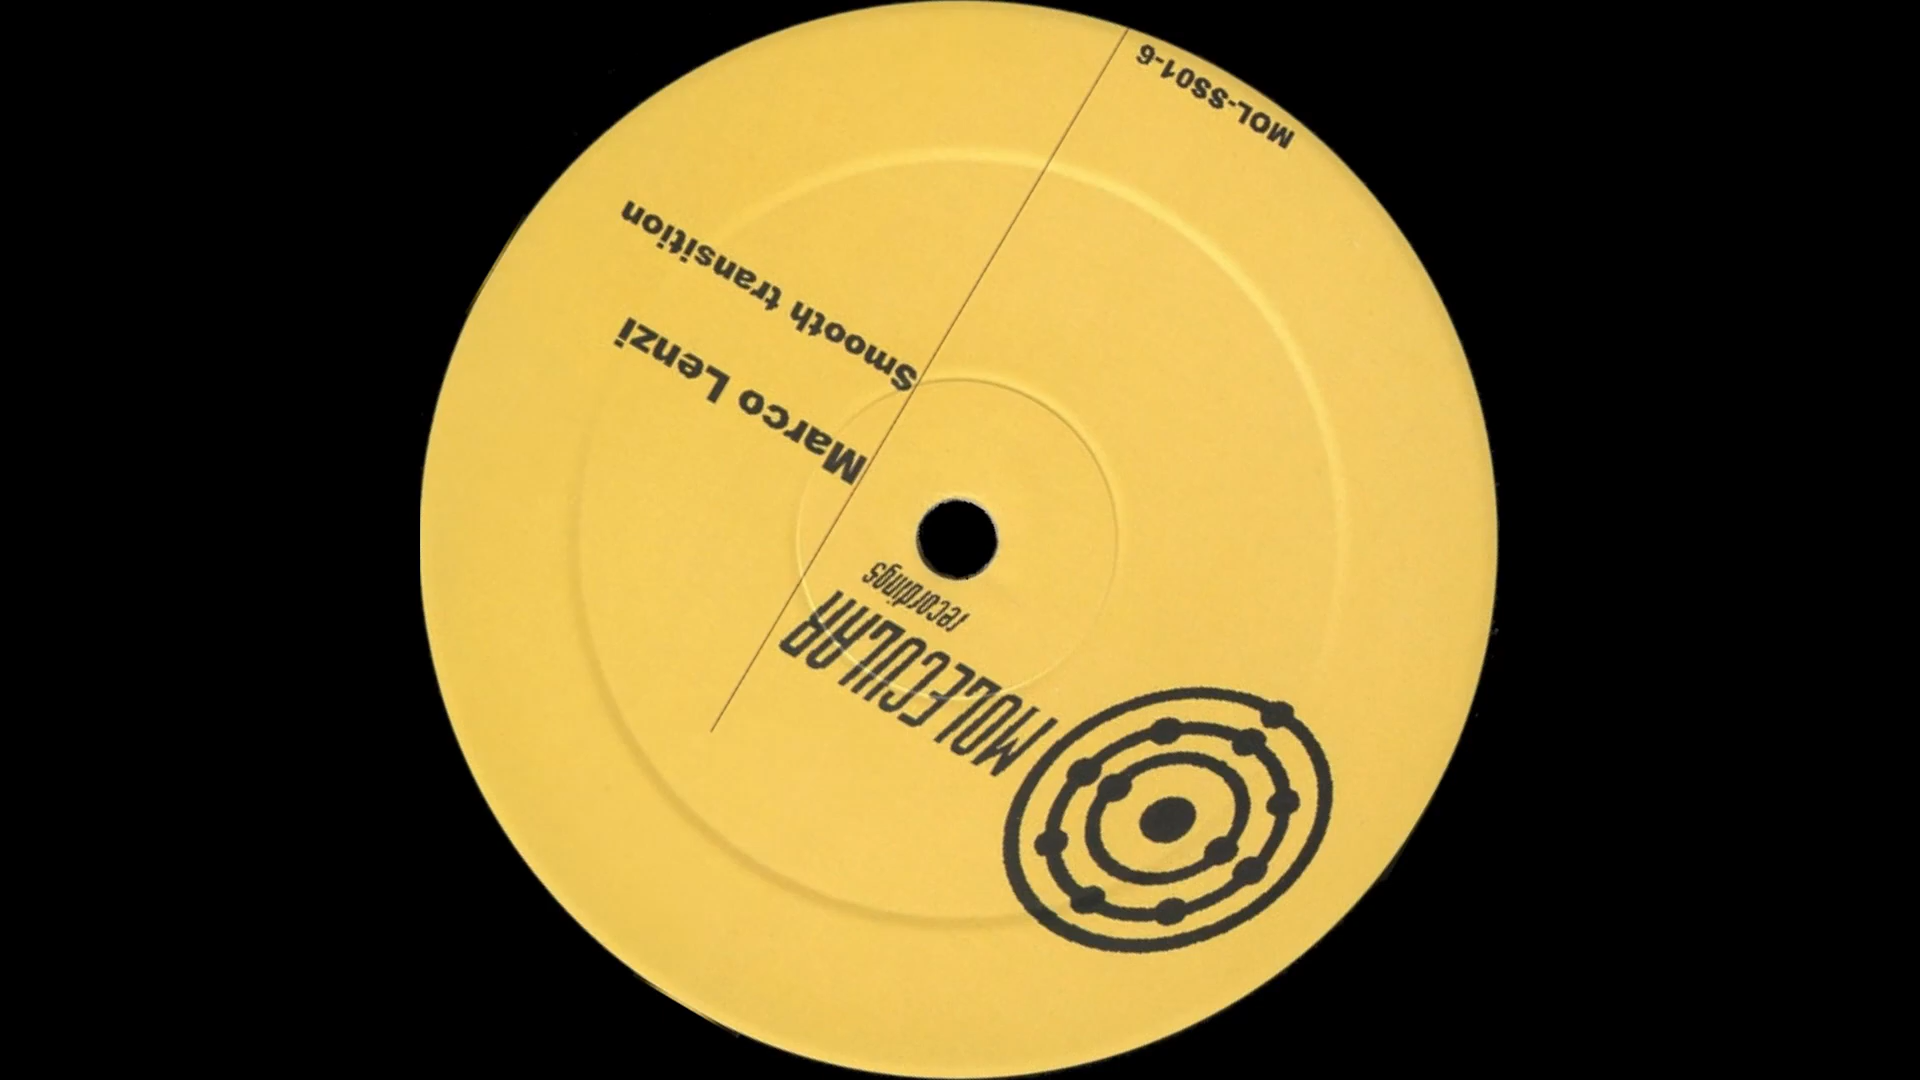 MOLECULAR
recordings
Marco Lenzi
Smooth transition
MOL-SS01-6